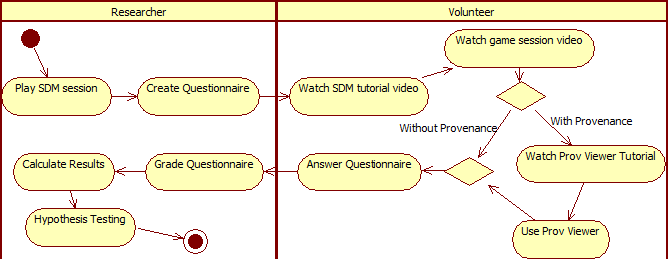 Researcher
Volunteer
Watch game session video
Play SDM session
Create Questionnaire
Watch SDM tutorial video
Without Provenance
With Provenance
Calculate Results
Grade Questionnaire
Answer Questionnaire
Watch Prov Viewer Tutorial
Hypothesis Testing
Use Prov Viewer